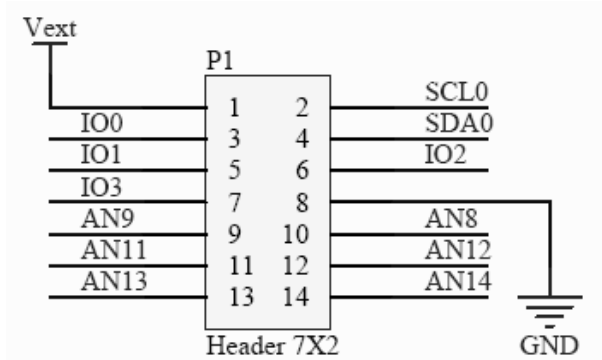 Vext
P1
1 2 SCL0
IO0 3 4 SDA0
IO1 5 6 IO2
IO3 7 8
AN9 9 10 AN8
AN11 11 12 AN12
AN13 13 14 AN14
Header 7X2 GND